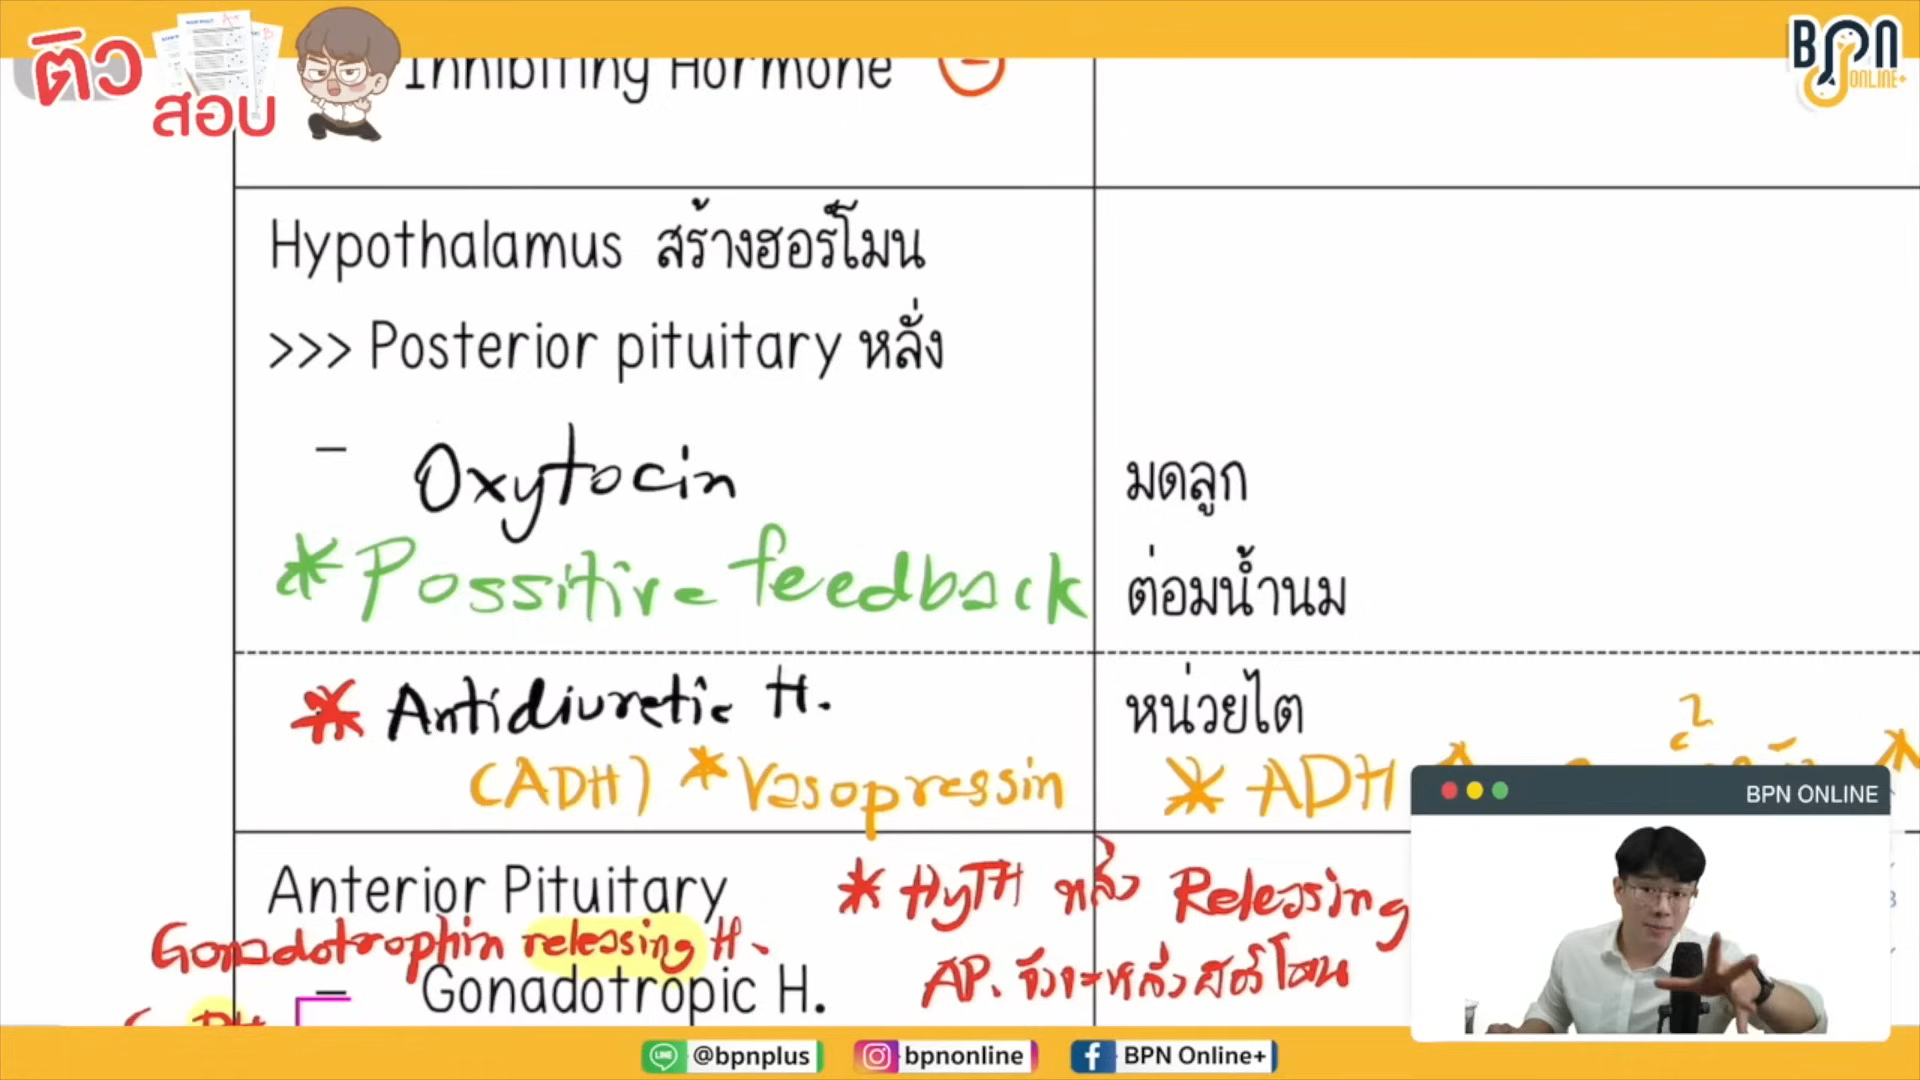 ติว
สอบ
BPN
ONLINE+
Inhibiting Hormone
Hypothalamus สร้างฮอร์โมน
>>> Posterior pituitary หลั่ง
- Oxytocin
มดลูก
* Possitive feedback
ต่อมน้ำนม
* Antidiuretic H.
หน่วยไต
(ADH) * Vasopressin
* ADH
BPN ONLINE
Anterior Pituitary
* HyTH หลั่ง Releasing
Gonadotrophin releasing H.
AP. จึงจะหลั่งฮอร์โมน
- Gonadotropic H.
@bpnplus
bpnonline
BPN Online+